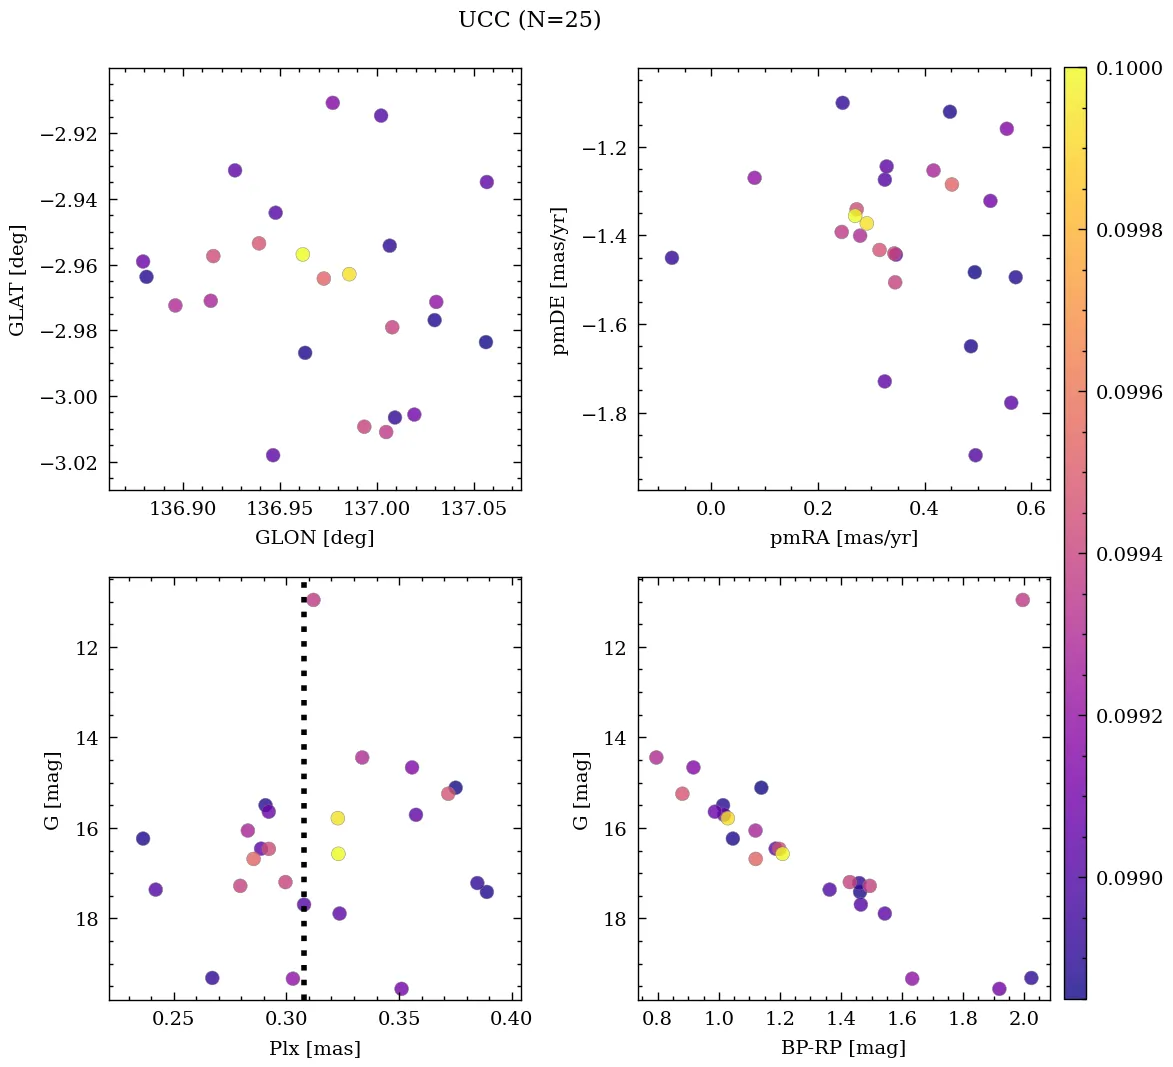 UCC (N=25)
−2.92
−2.94
−2.96
−2.98
−3.00
−3.02
GLAT [deg]
136.90 136.95 137.00 137.05
GLON [deg]
−1.2
−1.4
−1.6
−1.8
pmDE [mas/yr]
0.0 0.2 0.4 0.6
pmRA [mas/yr]
0.1000
0.0998
0.0996
0.0994
0.0992
0.0990
12
14
16
18
G [mag]
0.25 0.30 0.35 0.40
Plx [mas]
12
14
16
18
G [mag]
0.8 1.0 1.2 1.4 1.6 1.8 2.0
BP-RP [mag]